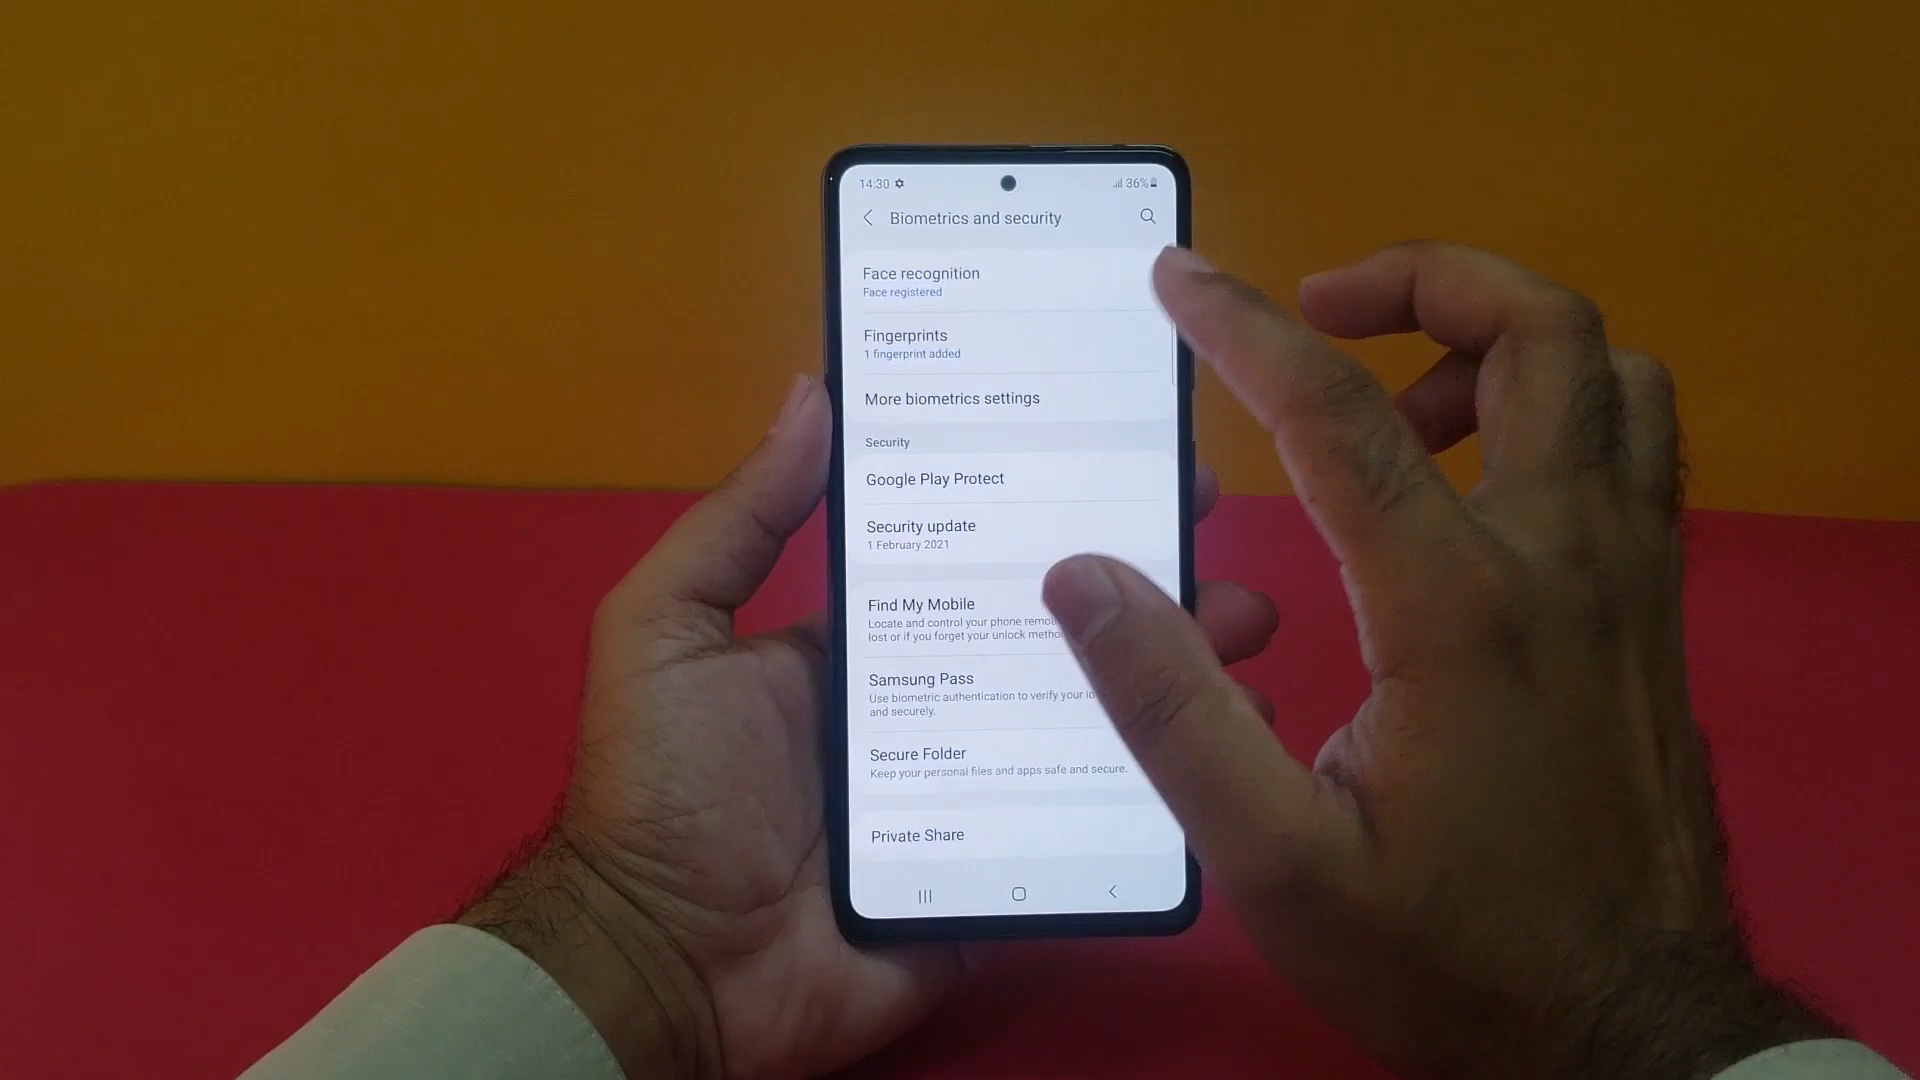 14:30
36%
Biometrics and security
Face recognition
Face registered
Fingerprints
1 fingerprint added
More biometrics settings
Security
Google Play Protect
Security update
1 February 2021
Find My Mobile
Locate and control your phone
lost or if you forget your unlock
Samsung Pass
Use biometric authentication to verify your
and securely.
Secure Folder
Keep your personal files and apps safe and secure.
Private Share